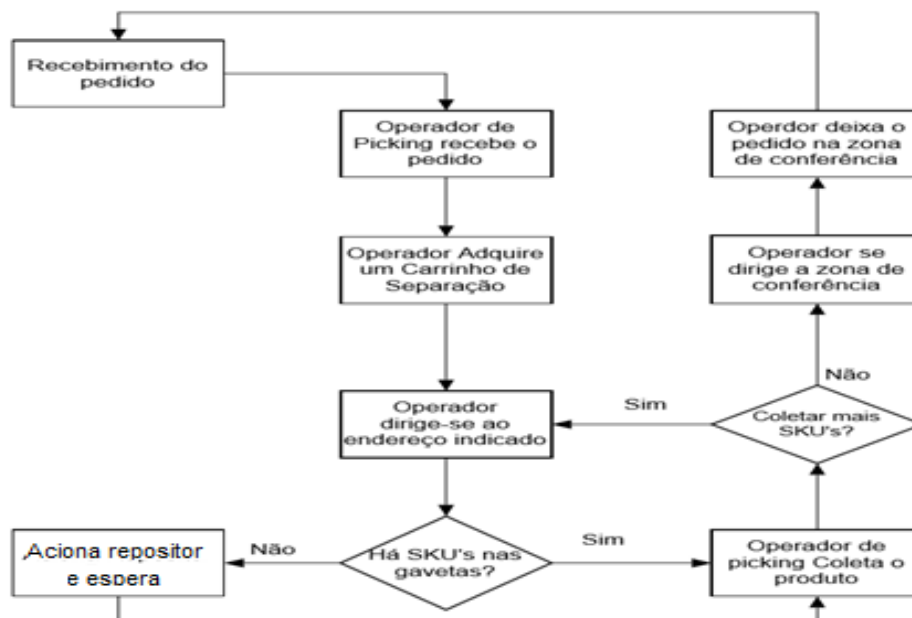 Recebimento do
pedido
Operador de
Picking recebe o
pedido
Operdor deixa o
pedido na zona
de conferência
Operador Adquire
um Carrinho de
Separação
Operador se
dirige a zona de
conferência
Não
Operador
dirige-se ao
endereço indicado
Sim
Coletar mais
SKU's?
Aciona repositor
e espera
Não
Há SKU's nas
gavetas?
Sim
Operador de
picking Coleta o
produto